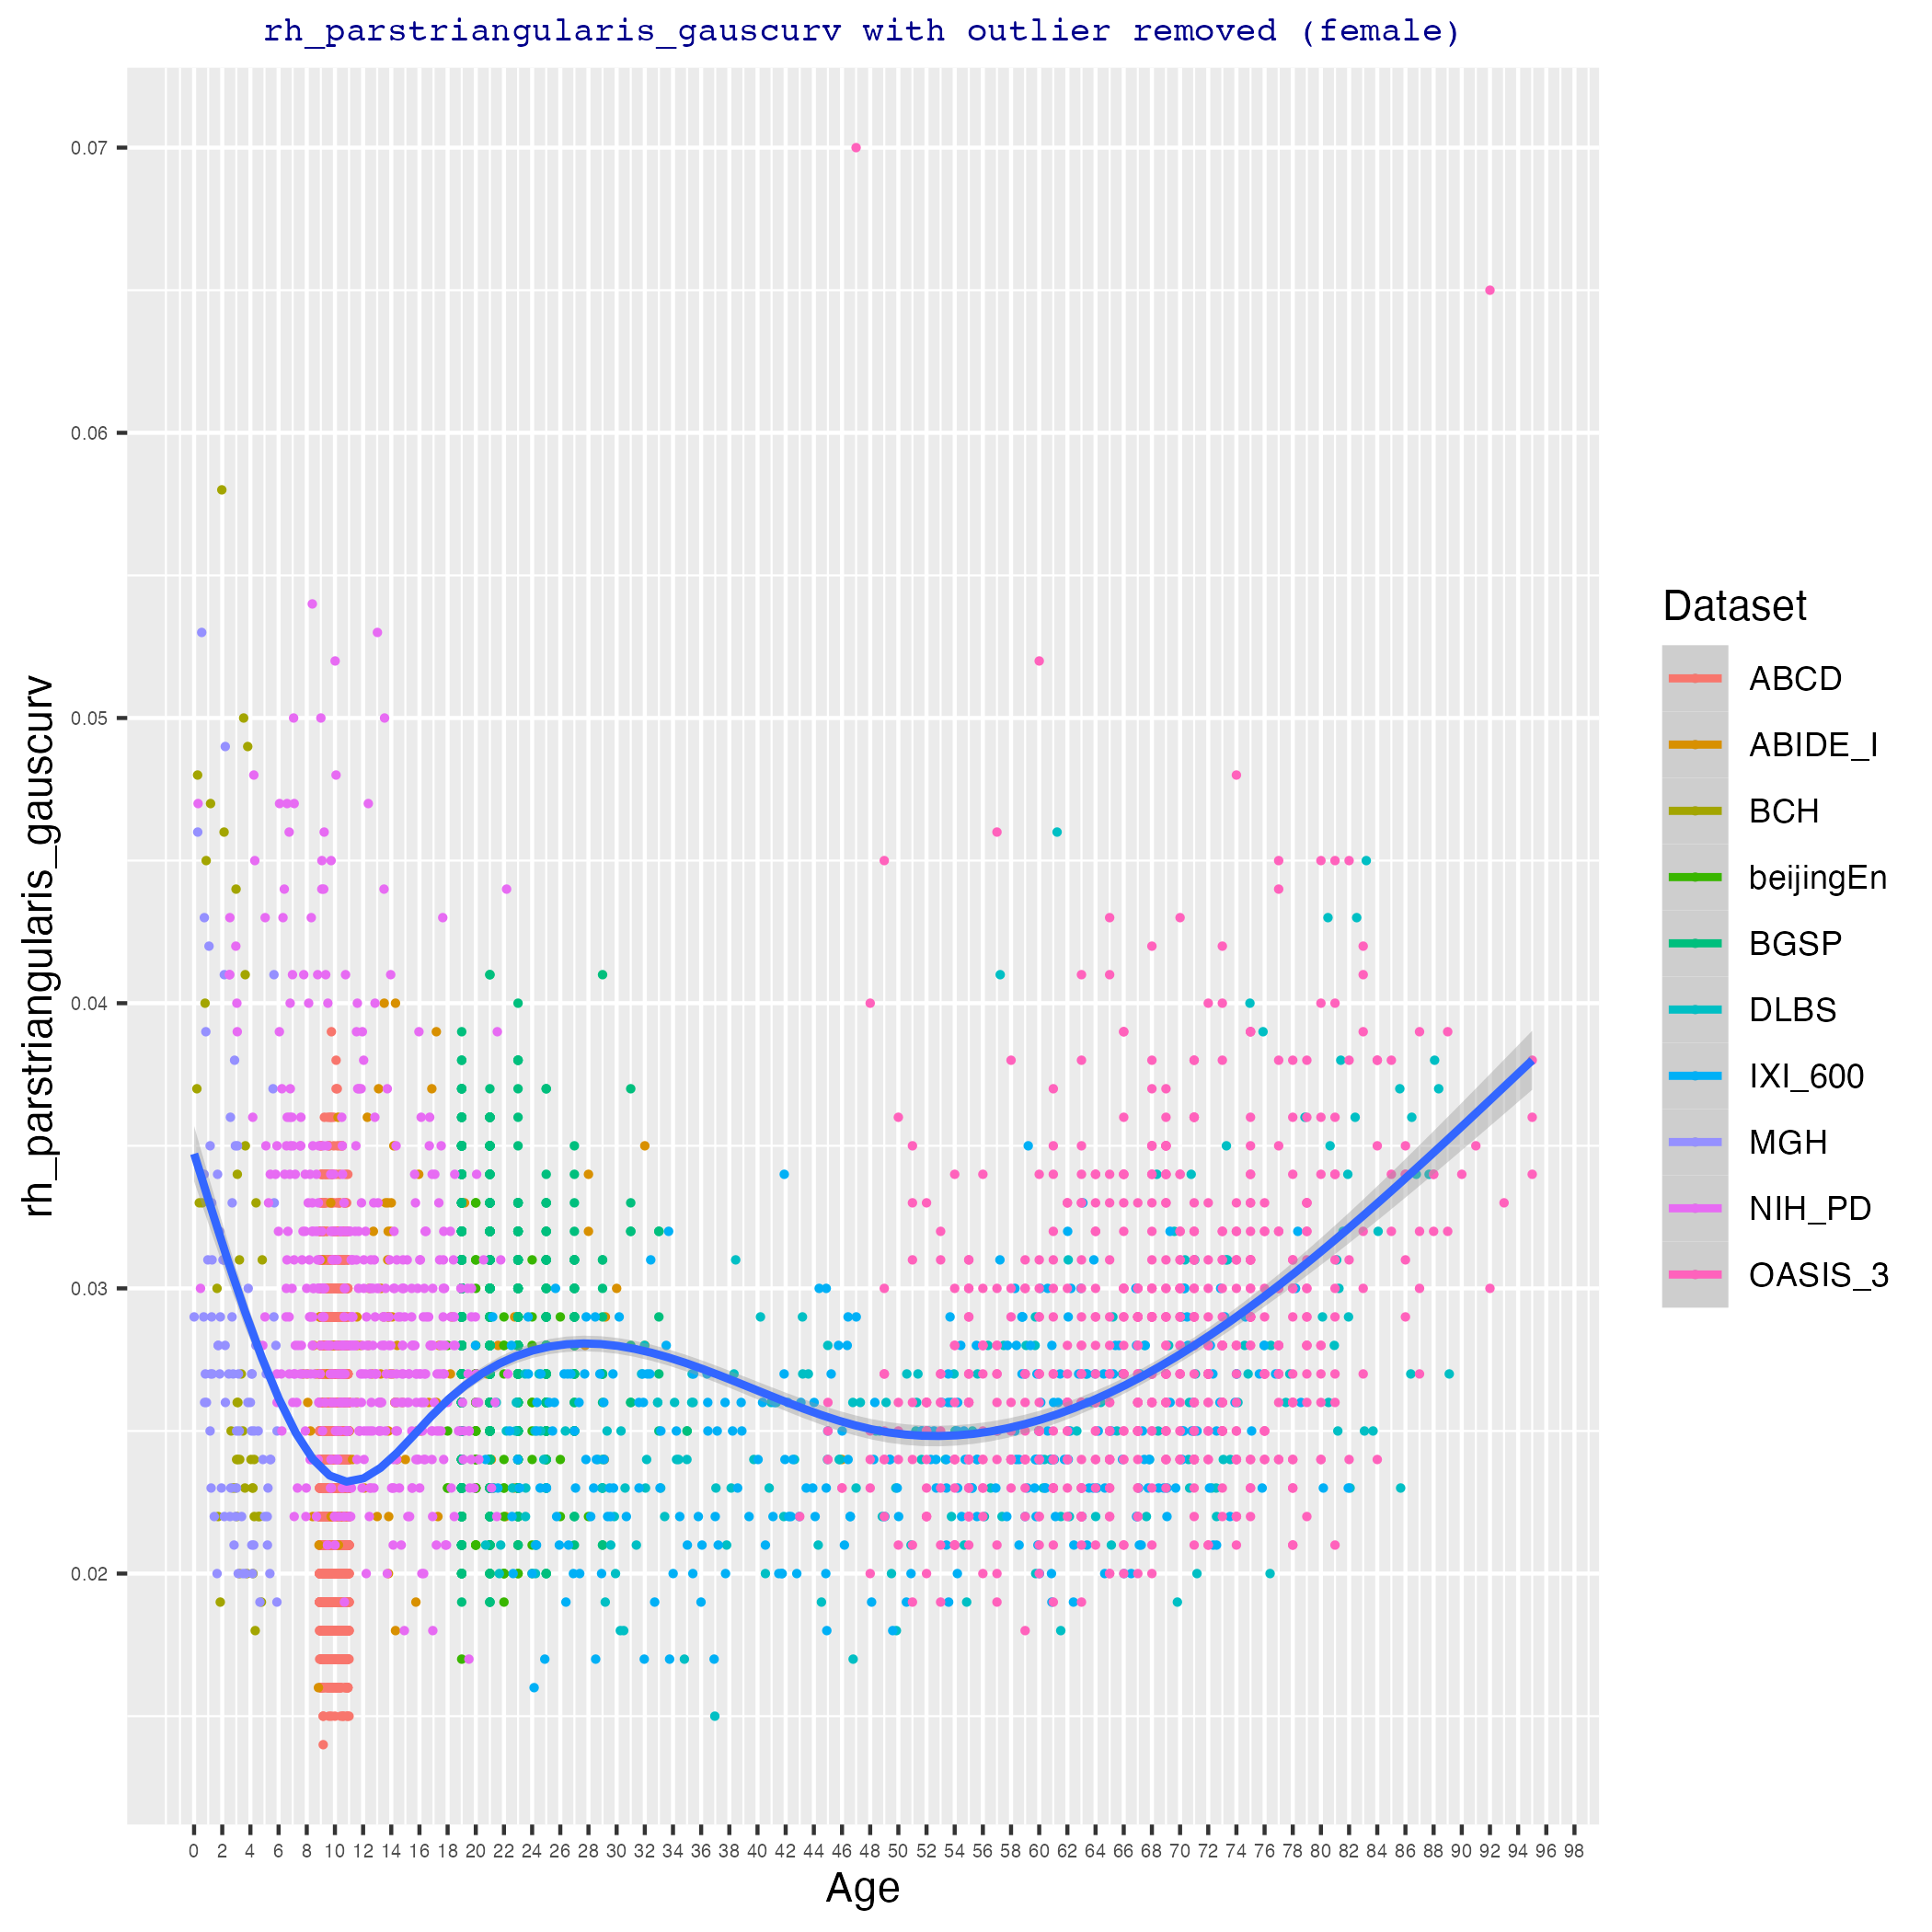 rh_parstriangularis_gauscurv with outlier removed (female)
rh_parstriangularis_gauscurv
0.07
0.06
0.05
0.04
0.03
0.02
0 2 4 6 8 10 12 14 16 18 20 22 24 26 28 30 32 34 36 38 40 42 44 46 48 50 52 54 56 58 60 62 64 66 68 70 72 74 76 78 80 82 84 86 88 90 92 94 96 98
Age
Dataset
ABCD
ABIDE_I
BCH
beijingEn
BGSP
DLBS
IXI_600
MGH
NIH_PD
OASIS_3